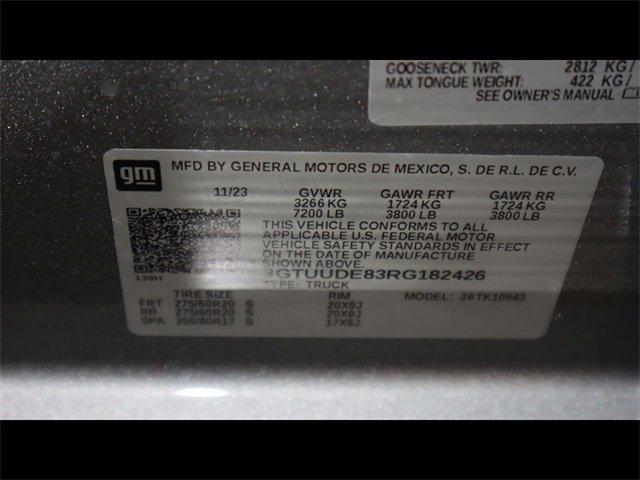 GOOSENECK TWR: 2812 KG/
MAX TONGUE WEIGHT: 422 KG/
SEE OWNER'S MANUAL
gm
MFD BY GENERAL MOTORS DE MEXICO, S. DE R.L. DE C.V.
11/23 GVWR GAWR FRT GAWR RR
3266 KG 1724 KG 1724 KG
7200 LB 3800 LB 3800 LB
THIS VEHICLE CONFORMS TO ALL
APPLICABLE U.S. FEDERAL MOTOR
VEHICLE SAFETY STANDARDS IN EFFECT
ON THE DATE OF MANUFACTURE
SHOWN ABOVE.
3GTUUDE83RG182426
130H
TYPE: TRUCK
TIRE SIZE RIM MODEL: 36TK10543
FRT 275/60R20 S 20X9J
RR 275/60R20 S 20X9J
SPA 255/80R17 S 17X8J